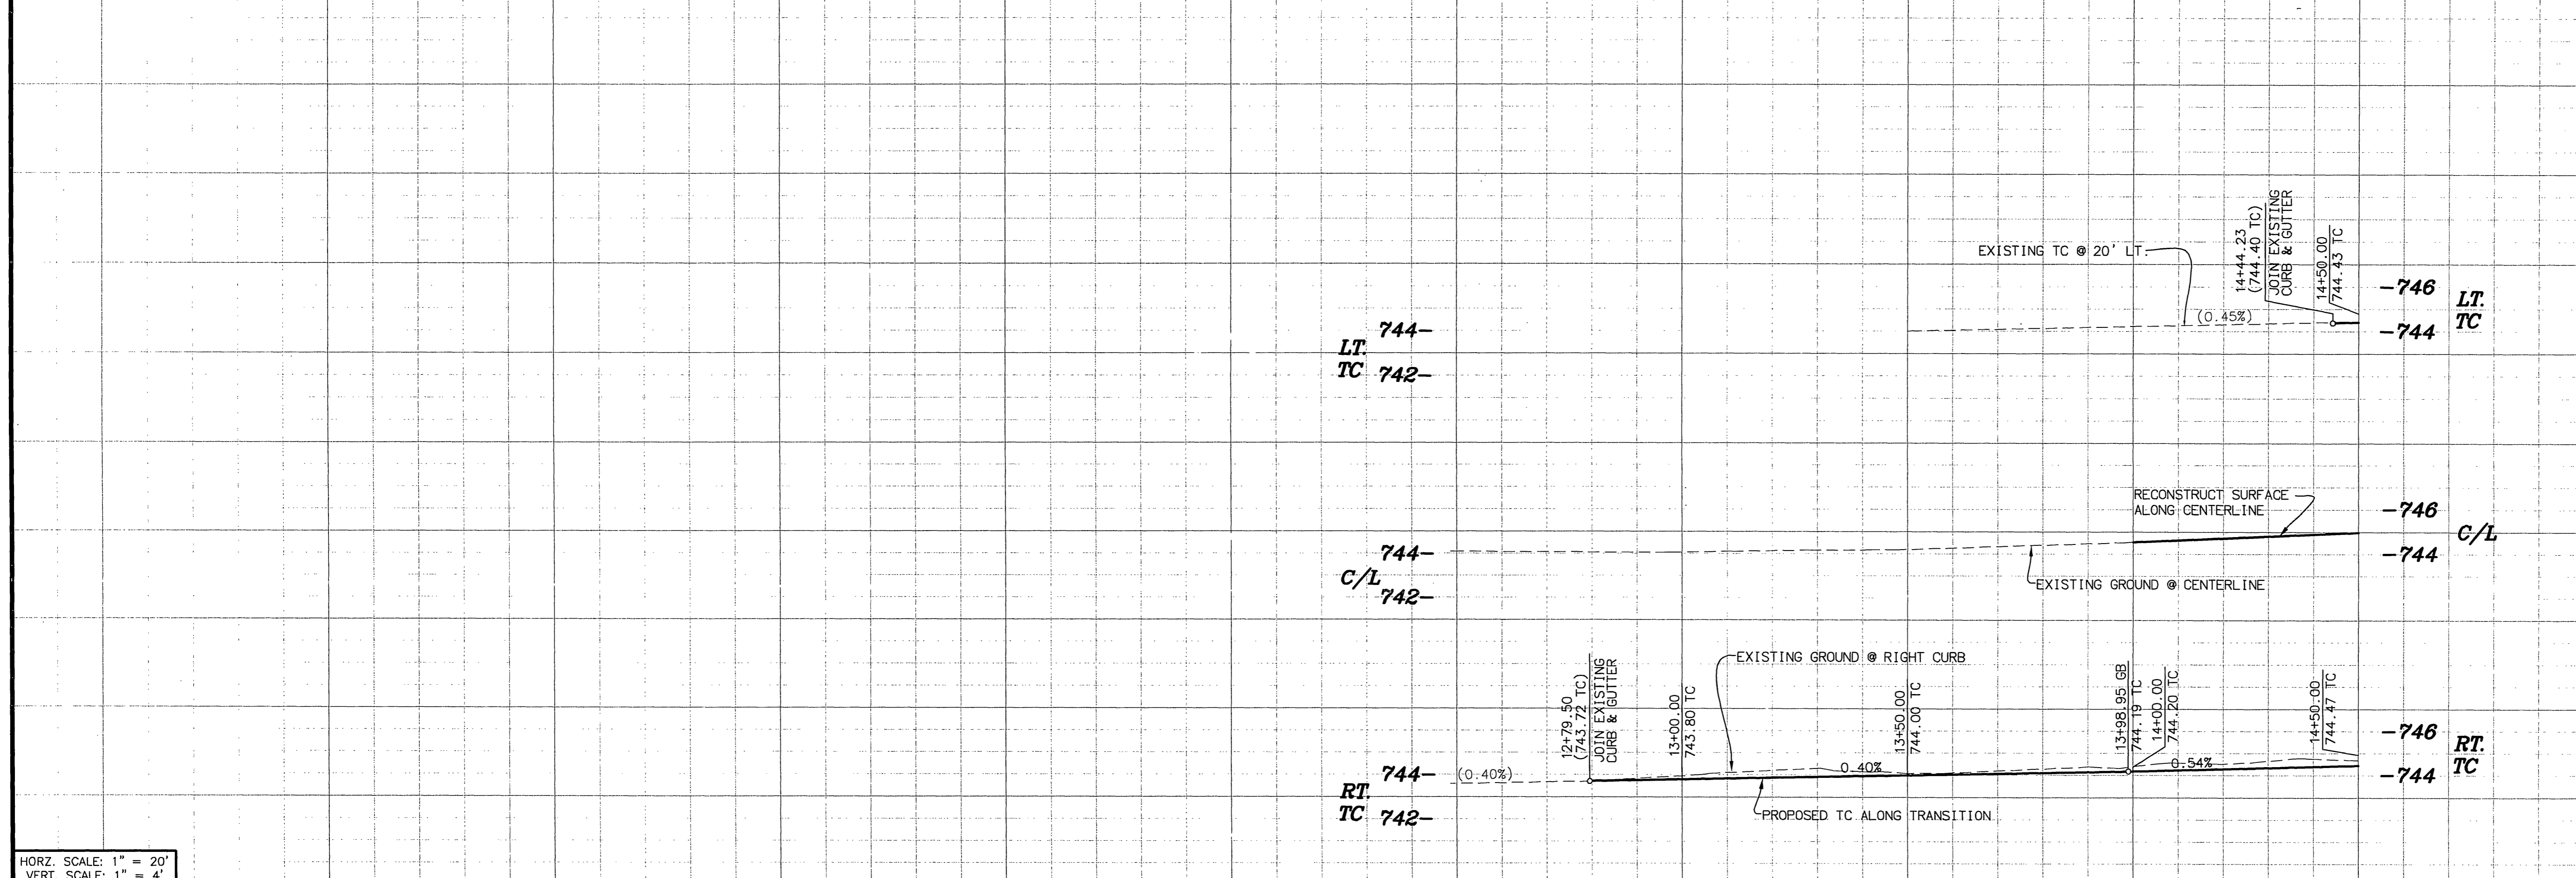 14+44.23
(744.40 TC)
JOIN EXISTING
CURB & GUTTER
14+50.00
744.43 TC
EXISTING TC @ 20' LT.
(0.45%)
-746
-744
LT.
TC
744-
742-
LT.
TC
RECONSTRUCT SURFACE
ALONG CENTERLINE
-746
-744
C/L
744-
C/L
742-
EXISTING GROUND @ CENTERLINE
12+79.50
(743.72 TC)
JOIN EXISTING
CURB & GUTTER
13+00.00
743.80 TC
EXISTING GROUND @ RIGHT CURB
13+50.00
744.00 TC
13+98.95 GB
744.19 TC
14+00.00
744.20 TC
14+50.00
744.47 TC
-746
-744
RT.
TC
744-
(0.40%)
0.40%
0.54%
RT.
TC
742-
PROPOSED TC ALONG TRANSITION
HORZ. SCALE: 1" = 20'
VERT. SCALE: 1" = 4'